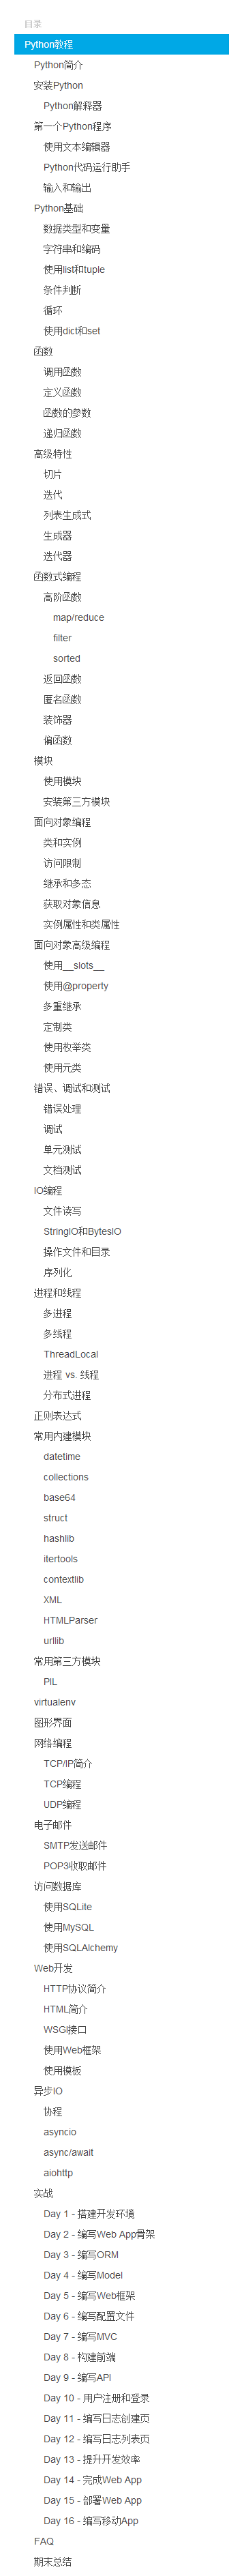 目录
Python教程
Python简介
安装Python
Python解释器
第一个Python程序
使用文本编辑器
Python代码运行助手
输入和输出
Python基础
数据类型和变量
字符串和编码
使用list和tuple
条件判断
循环
使用dict和set
函数
调用函数
定义函数
函数的参数
递归函数
高级特性
切片
迭代
列表生成式
生成器
迭代器
函数式编程
高阶函数
map/reduce
filter
sorted
返回函数
匿名函数
装饰器
偏函数
模块
使用模块
安装第三方模块
面向对象编程
类和实例
访问限制
继承和多态
获取对象信息
实例属性和类属性
面向对象高级编程
使用__slots__
使用@property
多重继承
定制类
使用枚举类
使用元类
错误、调试和测试
错误处理
调试
单元测试
文档测试
IO编程
文件读写
StringIO和BytesIO
操作文件和目录
序列化
进程和线程
多进程
多线程
ThreadLocal
进程 vs. 线程
分布式进程
正则表达式
常用内建模块
datetime
collections
base64
struct
hashlib
itertools
contextlib
XML
HTMLParser
urllib
常用第三方模块
PIL
virtualenv
图形界面
网络编程
TCP/IP简介
TCP编程
UDP编程
电子邮件
SMTP发送邮件
POP3收取邮件
访问数据库
使用SQLite
使用MySQL
使用SQLAlchemy
Web开发
HTTP协议简介
HTML简介
WSGI接口
使用Web框架
使用模板
异步IO
协程
asyncio
async/await
aiohttp
实战
Day 1 - 搭建开发环境
Day 2 - 编写Web App骨架
Day 3 - 编写ORM
Day 4 - 编写Model
Day 5 - 编写Web框架
Day 6 - 编写配置文件
Day 7 - 编写MVC
Day 8 - 构建前端
Day 9 - 编写API
Day 10 - 用户注册和登录
Day 11 - 编写日志创建页
Day 12 - 编写日志列表页
Day 13 - 提升开发效率
Day 14 - 完成Web App
Day 15 - 部署Web App
Day 16 - 编写移动App
FAQ
期末总结